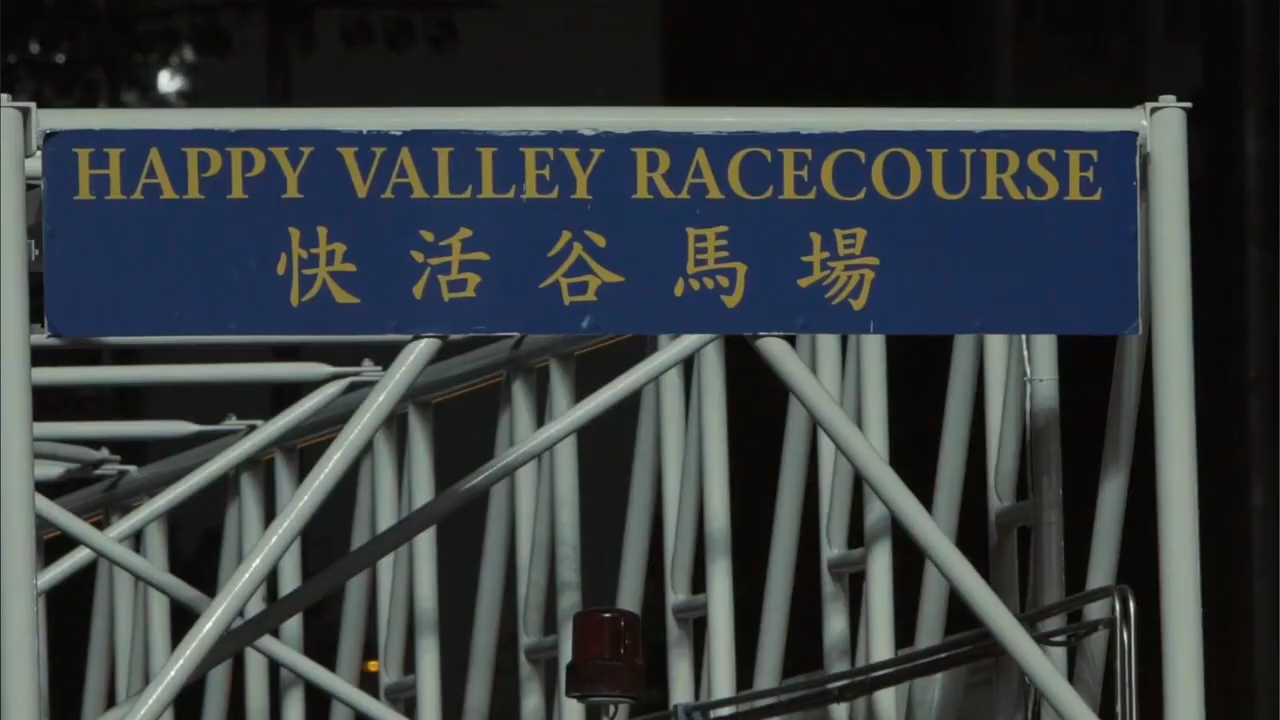 HAPPY VALLEY RACECOURSE
快活谷馬場